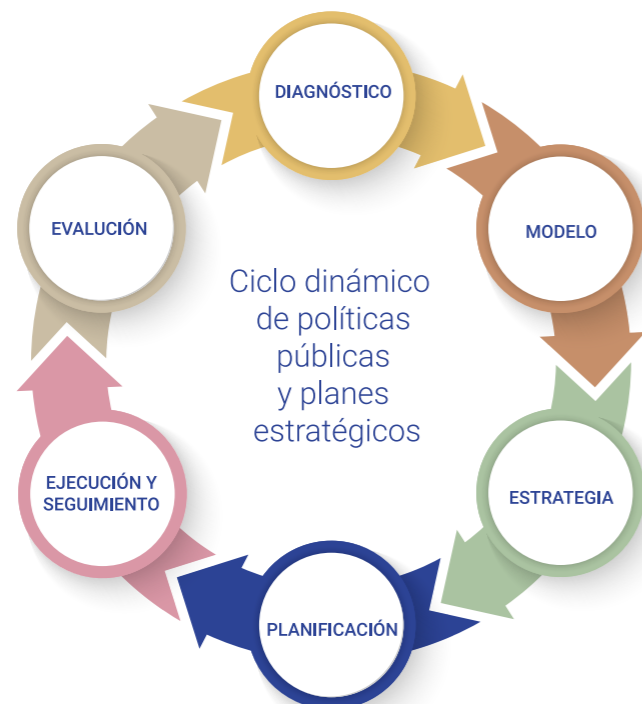 DIAGNÓSTICO
MODELO
ESTRATEGIA
PLANIFICACIÓN
EJECUCIÓN Y
SEGUIMIENTO
EVALUCIÓN
Ciclo dinámico
de políticas
públicas
y planes
estratégicos